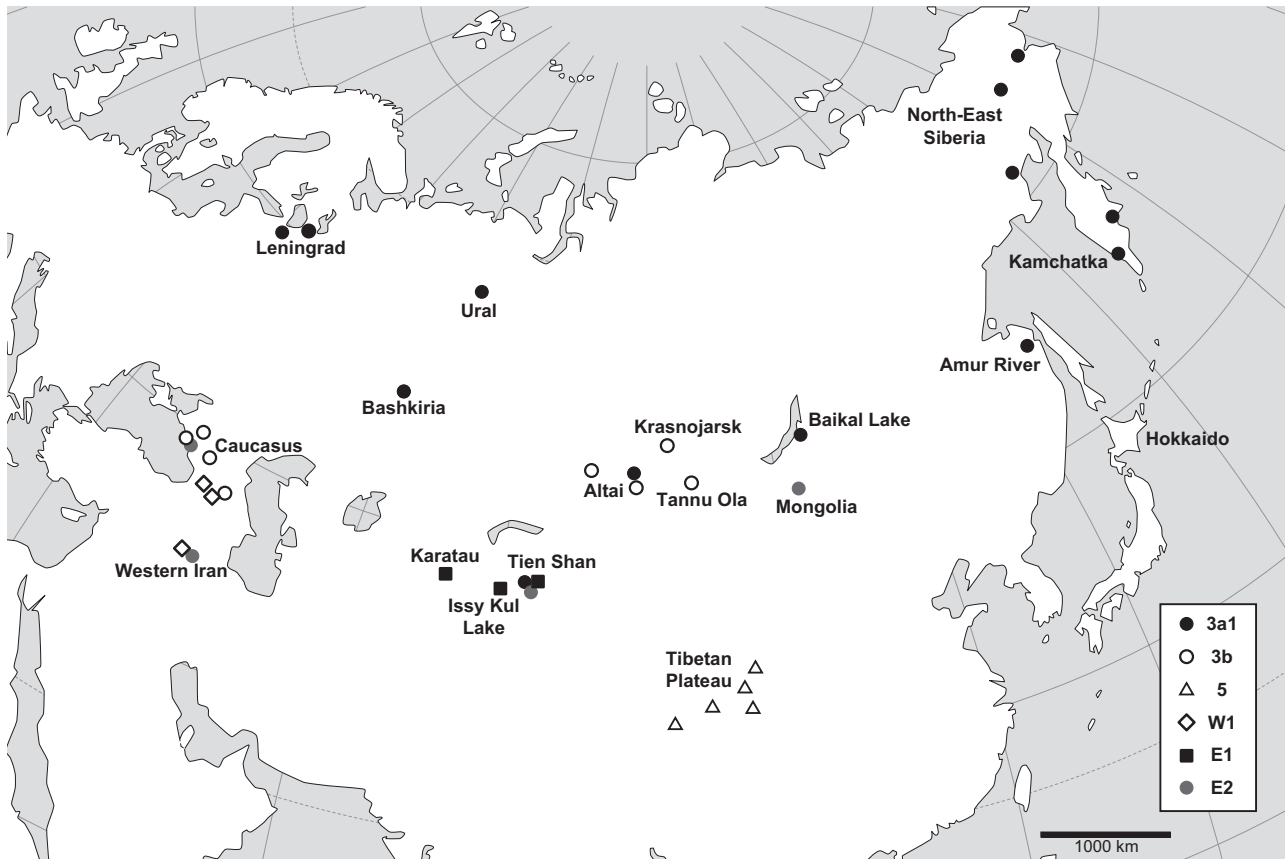 North-East
Siberia
Leningrad
Kamchatka
Ural
Amur River
Bashkiria
Krasnojarsk
Baikal Lake
Hokkaido
Caucasus
Altai
Tannu Ola
Mongolia
Karatau
Tien Shan
Western Iran
Issy Kul
Lake
Tibetan
Plateau
3a1
3b
5
W1
E1
E2
1000 km